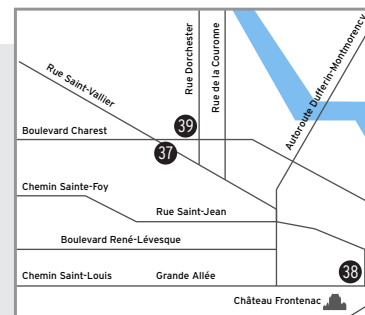 Rue Saint-Vallier
Rue Dorchester
Rue de la Couronne
Autoroute Dufferin-Montmorency
39
Boulevard Charest
37
Chemin Sainte-Foy
Rue Saint-Jean
Boulevard René-Lévesque
38
Chemin Saint-Louis
Grande Allée
Château Frontenac